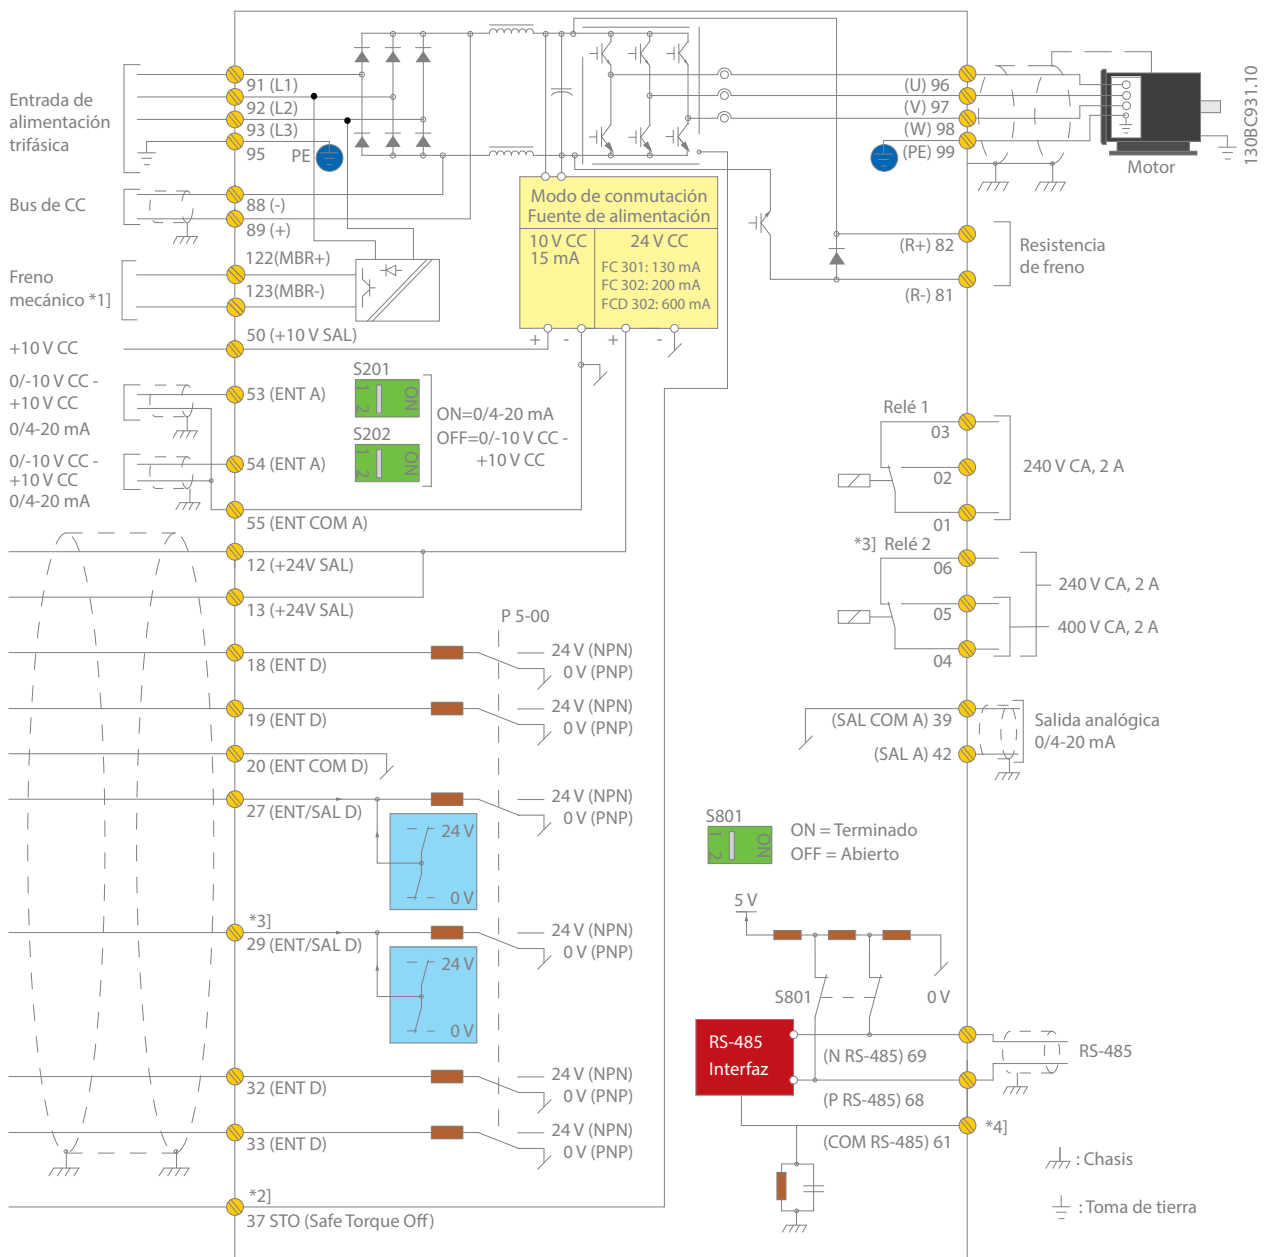 Entrada de
alimentación
trifásica
91 (L1)
92 (L2)
93 (L3)
95
PE
Bus de CC
88 (-)
89 (+)
Freno
mecánico *1]
122(MBR+)
123(MBR-)
+10 V CC
50 (+10 V SAL)
0/-10 V CC -
+10 V CC
0/4-20 mA
53 (ENT A)
0/-10 V CC -
+10 V CC
0/4-20 mA
54 (ENT A)
55 (ENT COM A)
12 (+24V SAL)
13 (+24V SAL)
18 (ENT D)
19 (ENT D)
20 (ENT COM D)
27 (ENT/SAL D)
*3]
29 (ENT/SAL D)
32 (ENT D)
33 (ENT D)
*2]
37 STO (Safe Torque Off)
Modo de conmutación
Fuente de alimentación
10 V CC
15 mA
24 V CC
FC 301: 130 mA
FC 302: 200 mA
FCD 302: 600 mA
+ - + -
S201
1 2 ON
S202
1 2 ON
ON=0/4-20 mA
OFF=0/-10 V CC -
+10 V CC
P 5-00
24 V (NPN)
0 V (PNP)
24 V (NPN)
0 V (PNP)
24 V (NPN)
0 V (PNP)
24 V
0 V
24 V (NPN)
0 V (PNP)
24 V
0 V
24 V (NPN)
0 V (PNP)
24 V (NPN)
0 V (PNP)
(U) 96
(V) 97
(W) 98
(PE) 99
Motor
130BC931.10
(R+) 82
(R-) 81
Resistencia
de freno
Relé 1
03
02
01
240 V CA, 2 A
*3] Relé 2
06
05
04
240 V CA, 2 A
400 V CA, 2 A
(SAL COM A) 39
(SAL A) 42
Salida analógica
0/4-20 mA
S801
1 2 ON
ON = Terminado
OFF = Abierto
5 V
S801
0 V
RS-485
Interfaz
(N RS-485) 69
(P RS-485) 68
(COM RS-485) 61
RS-485
*4]
: Chasis
: Toma de tierra